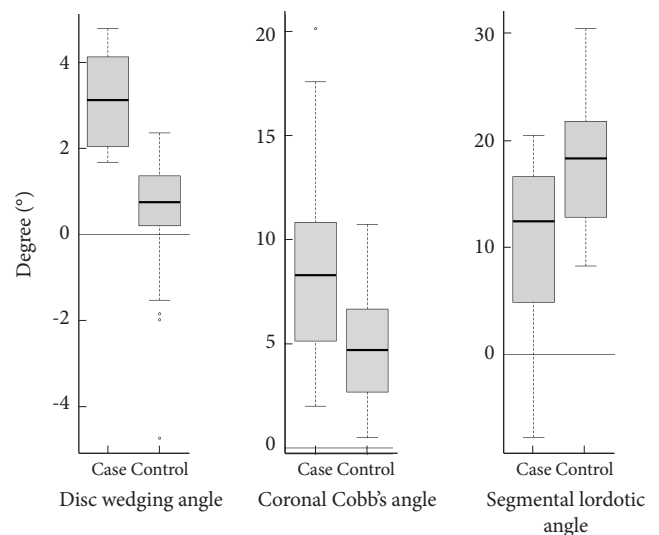 Degree (°)
4
2
0
-2
-4
Case Control
Disc wedging angle
20
15
10
5
0
Case Control
Coronal Cobb's angle
30
20
10
0
Case Control
Segmental lordotic
angle